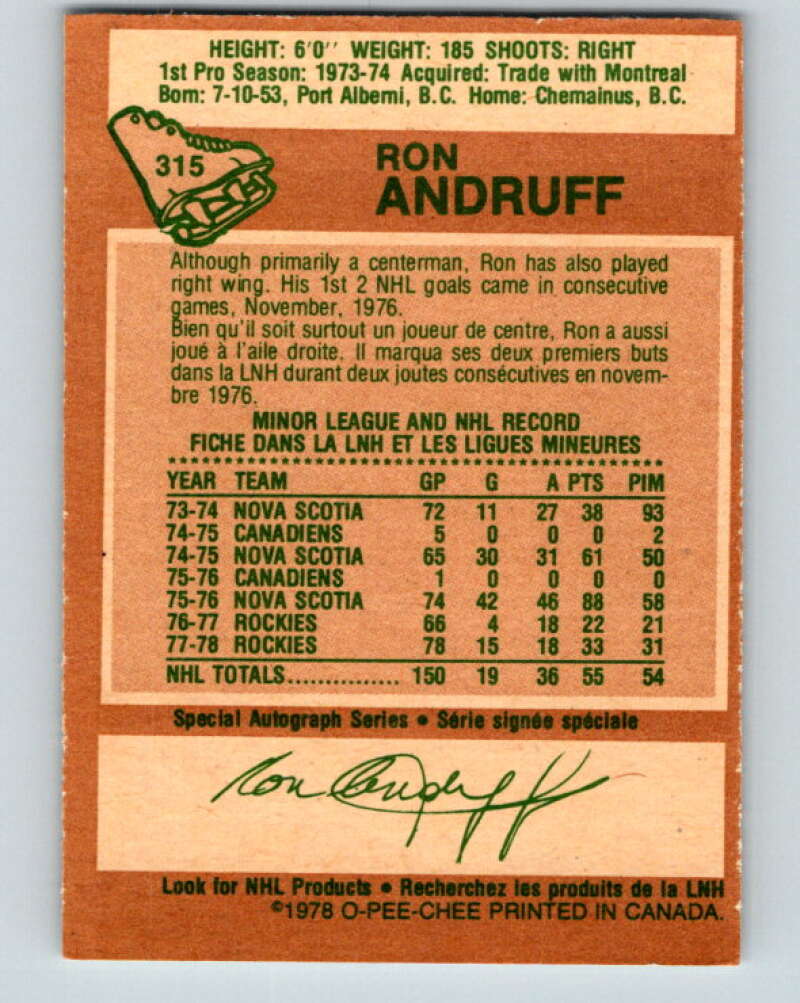 HEIGHT: 6'0'' WEIGHT: 185 SHOOTS: RIGHT
1st Pro Season: 1973-74 Acquired: Trade with Montreal
Born: 7-10-53, Port Alberni, B.C. Home: Chemainus, B.C.
315
RON
ANDRUFF
Although primarily a centerman, Ron has also played
right wing. His 1st 2 NHL goals came in consecutive
games, November, 1976.
Bien qu'il soit surtout un joueur de centre, Ron a aussi
joué à l'aile droite. Il marqua ses deux premiers buts
dans la LNH durant deux joutes consécutives en novem-
bre 1976.
MINOR LEAGUE AND NHL RECORD
FICHE DANS LA LNH ET LES LIGUES MINEURES
YEAR TEAM GP G A PTS PIM
73-74 NOVA SCOTIA 72 11 27 38 93
74-75 CANADIENS 5 0 0 0 2
74-75 NOVA SCOTIA 65 30 31 61 50
75-76 CANADIENS 1 0 0 0 0
75-76 NOVA SCOTIA 74 42 46 88 58
76-77 ROCKIES 66 4 18 22 21
77-78 ROCKIES 78 15 18 33 31
NHL TOTALS............... 150 19 36 55 54
Special Autograph Series • Série signée spéciale
Ron Andruff
Look for NHL Products • Recherchez les produits de la LNH
©1978 O-PEE-CHEE PRINTED IN CANADA.